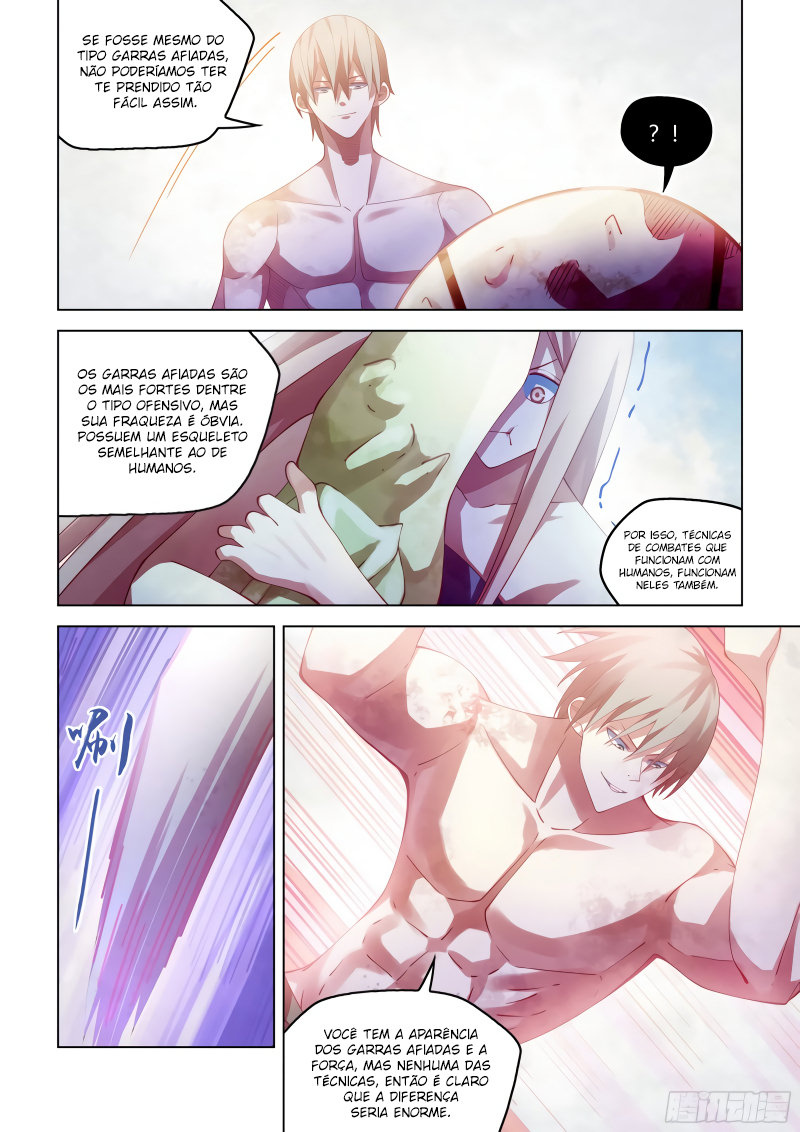 SE FOSSE MESMO DO
TIPO GARRAS AFIADAS,
NÃO PODERÍAMOS TER
TE PRENDIDO TÃO
FÁCIL ASSIM.
?!
OS GARRAS AFIADAS SÃO
OS MAIS FORTES DENTRE
O TIPO OFENSIVO, MAS
SUA FRAQUEZA É ÓBVIA.
POSSUEM UM ESQUELETO
SEMELHANTE AO DE
HUMANOS.
POR ISSO, TÉCNICAS
DE COMBATES QUE
FUNCIONAM COM
HUMANOS, FUNCIONAM
NELES TAMBÉM.
唰
VOCÊ TEM A APARÊNCIA
DOS GARRAS AFIADAS E A
FORÇA, MAS NENHUMA DAS
TÉCNICAS, ENTÃO É CLARO
QUE A DIFERENÇA
SERIA ENORME.
腾讯动漫